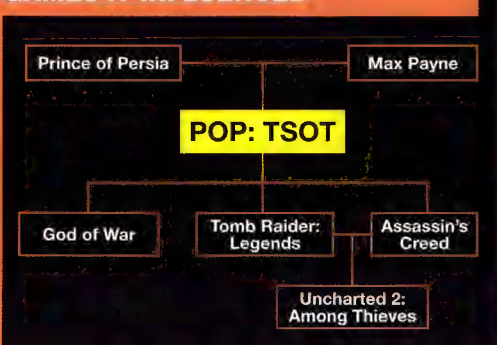 Prince of Persia
Max Payne
POP: TSOT
God of War
Tomb Raider:
Legends
Assassin's
Creed
Uncharted 2:
Among Thieves